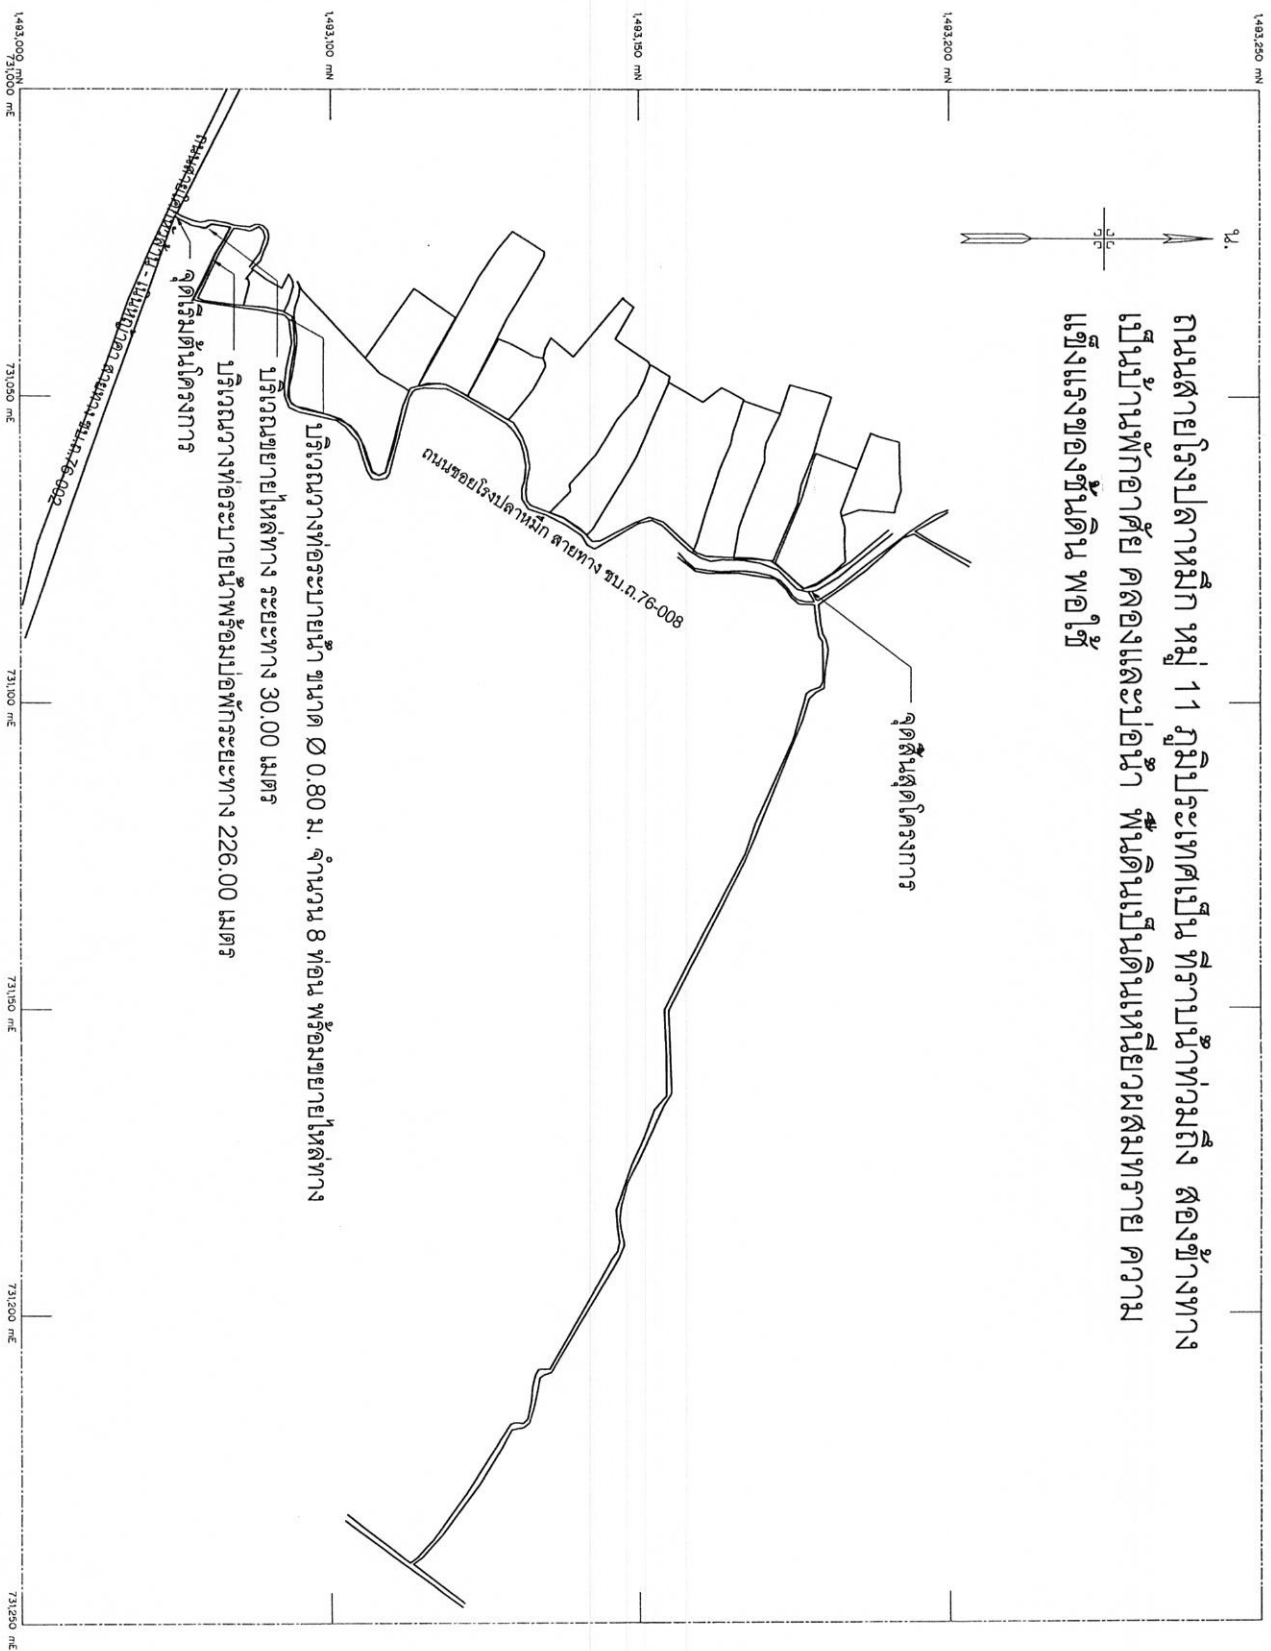 น.
ถนนสายโรงปลาหมึก หมู่ 11 ภูมิประเทศเป็น ที่ราบน้ำท่วมถึง สองข้างทาง
เป็นบ้านพักอาศัย คลองและบ่อน้ำ พื้นดินเป็นดินเหนียวผสมทราย ความ
แข็งแรงของชั้นดิน พอใช้
จุดสิ้นสุดโครงการ
ถนนซอยโรงปลาหมึก สายทาง ชบ.ถ.76-008
บริเวณวางท่อระบายน้ำ ขนาด Ø 0.80 ม. จำนวน 8 ท่อน พร้อมขยายไหล่ทาง
บริเวณขยายไหล่ทาง ระยะทาง 30.00 เมตร
บริเวณวางท่อระบายน้ำพร้อมบ่อพักระยะทาง 226.00 เมตร
จุดเริ่มต้นโครงการ
สายทาง ชบ.ถ.76-002
1,493,250 mN
1,493,200 mN
1,493,150 mN
1,493,100 mN
1,493,000 mN
731,000 mE
731,050 mE
731,100 mE
731,150 mE
731,200 mE
731,250 mE